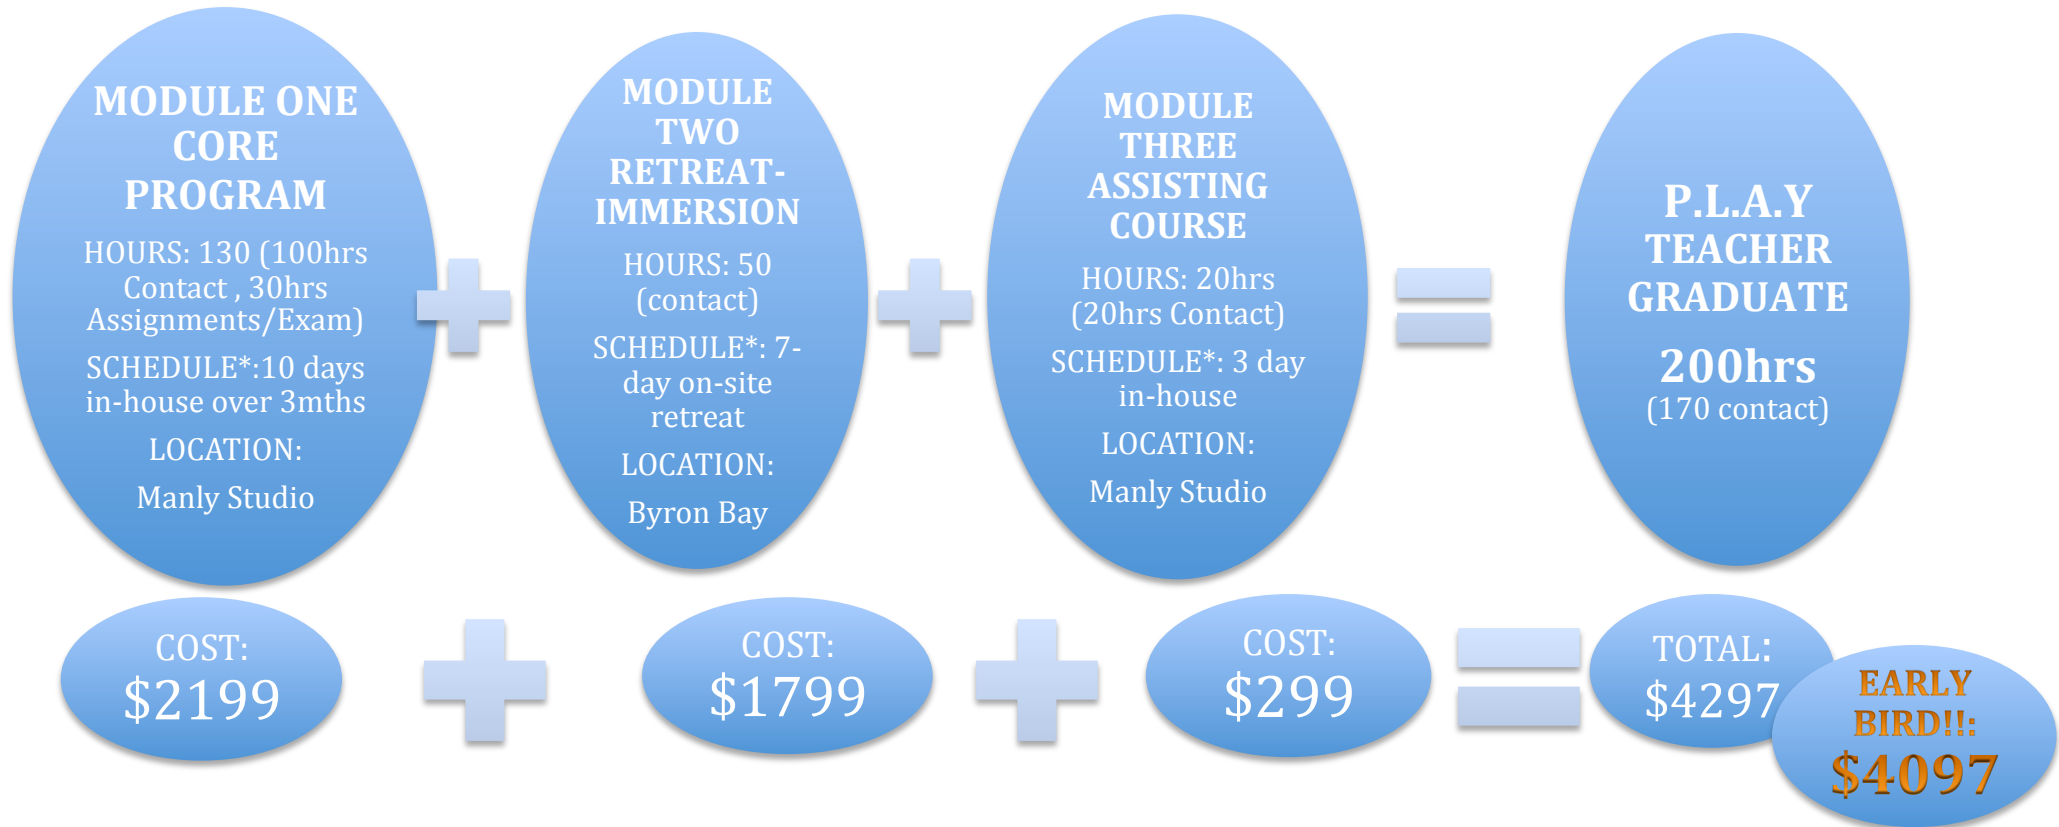 MODULE ONE
CORE
PROGRAM
HOURS: 130 (100hrs
Contact , 30hrs
Assignments/Exam)
SCHEDULE*:10 days
in-house over 3mths
LOCATION:
Manly Studio
MODULE
TWO
RETREAT-
IMMERSION
HOURS: 50
(contact)
SCHEDULE*: 7-
day on-site
retreat
LOCATION:
Byron Bay
MODULE
THREE
ASSISTING
COURSE
HOURS: 20hrs
(20hrs Contact)
SCHEDULE*: 3 day
in-house
LOCATION:
Manly Studio
P.L.A.Y
TEACHER
GRADUATE
200hrs
(170 contact)
COST:
$2199
COST:
$1799
COST:
$299
TOTAL:
$4297
EARLY
BIRD!!:
$4097